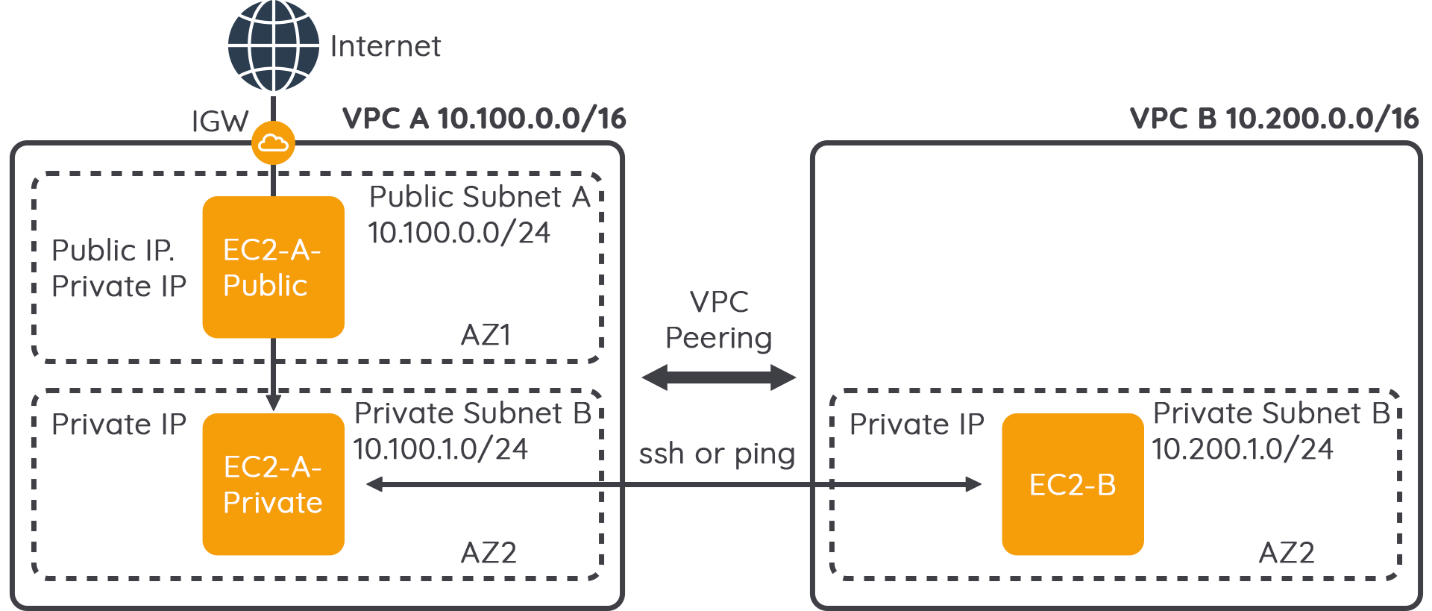 Internet
IGW
VPC A 10.100.0.0/16
VPC B 10.200.0.0/16
Public Subnet A
10.100.0.0/24
Public IP.
Private IP
EC2-A-
Public
AZ1
VPC
Peering
Private IP
EC2-A-
Private
Private Subnet B
10.100.1.0/24
AZ2
ssh or ping
Private IP
EC2-B
Private Subnet B
10.200.1.0/24
AZ2